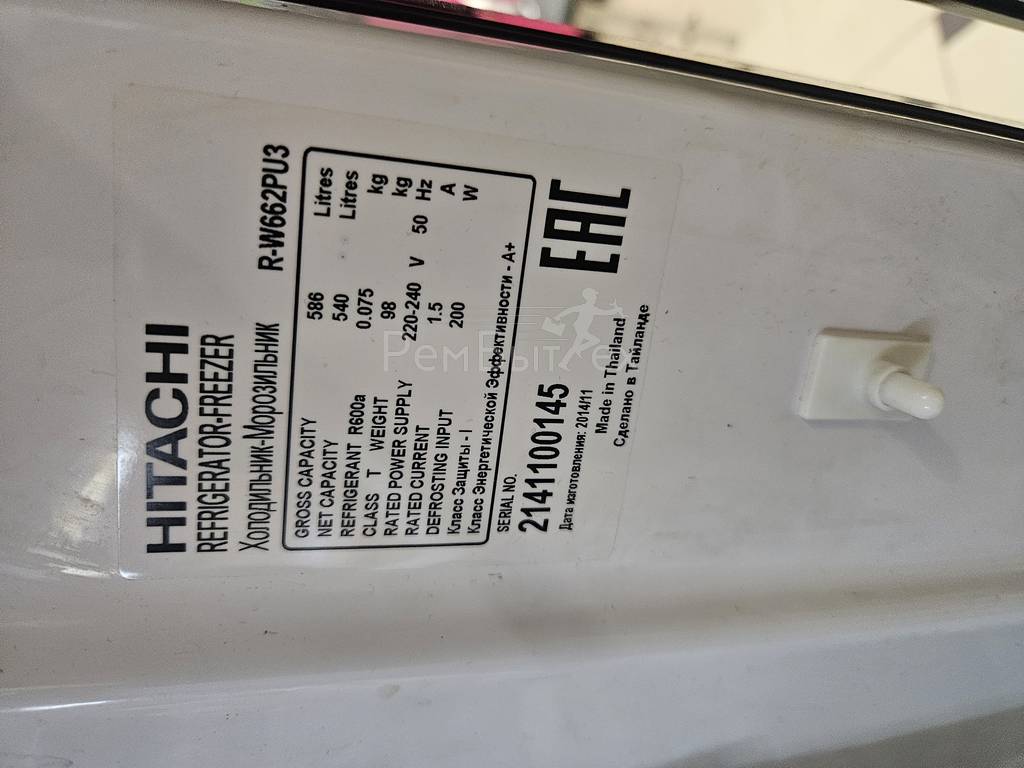 HITACHI
REFRIGERATOR-FREEZER
Холодильник-Морозильник R-W662PU3
GROSS CAPACITY 586 Litres
NET CAPACITY 540 Litres
REFRIGERANT R600a 0.075 kg
CLASS T WEIGHT 98 kg
RATED POWER SUPPLY 220-240 V 50 Hz
RATED CURRENT 1.5 A
DEFROSTING INPUT 200 W
Класс Защиты - I
Класс Энергетической Эффективности - A+
SERIAL NO.
2141100145
Дата изготовления: 2014/11
EAC
Made in Thailand
Сделано в Тайланде